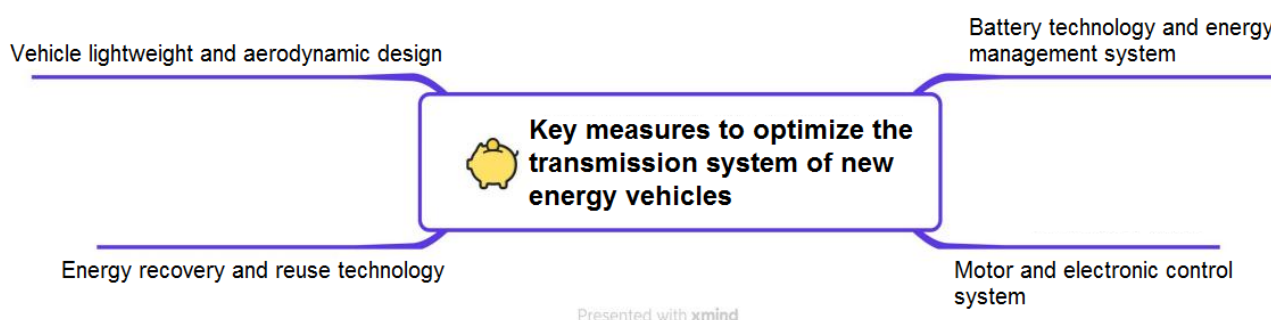 Vehicle lightweight and aerodynamic design
Battery technology and energy
management system
Key measures to optimize the
transmission system of new
energy vehicles
Energy recovery and reuse technology
Motor and electronic control
system
Presented with xmind